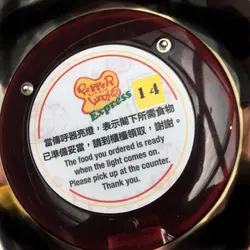 PEPPER
Lunch
Express
14
當傳呼器亮燈，表示閣下所需食物
已準備妥當，請到櫃檯領取，謝謝。
The food you ordered is ready
when the light comes on.
Please pick up at the counter.
Thank you.